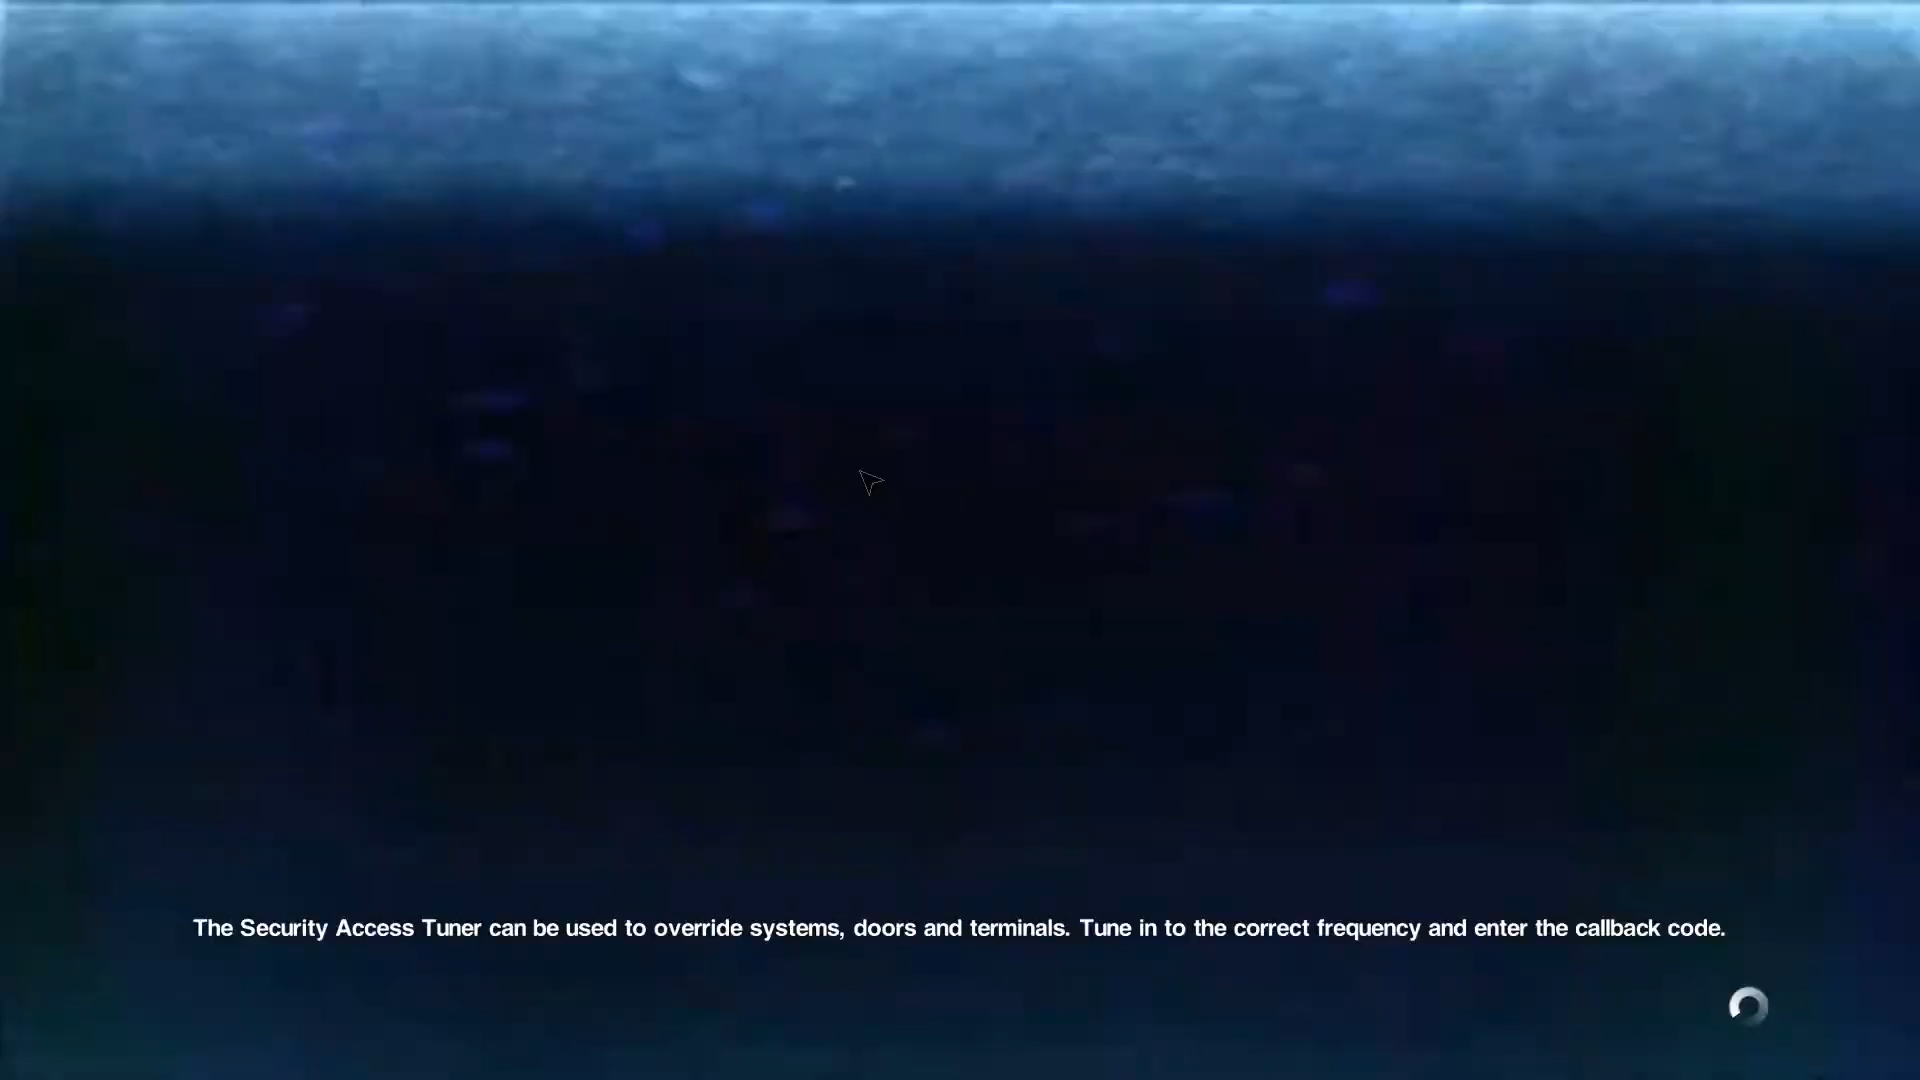 The Security Access Tuner can be used to override systems, doors and terminals. Tune in to the correct frequency and enter the callback code.